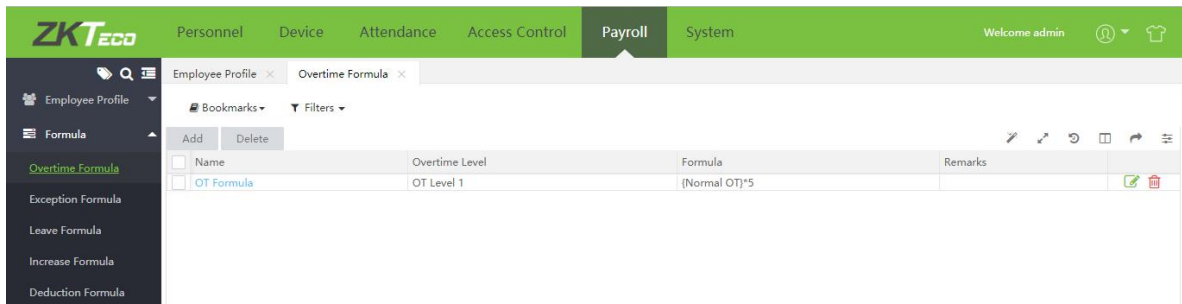 ZKTeco
Personnel Device Attendance Access Control Payroll System Welcome admin
Employee Profile Overtime Formula
Employee Profile
Bookmarks Filters
Formula
Add Delete
Name Overtime Level Formula Remarks
Overtime Formula
OT Formula OT Level 1 {Normal OT}*5
Exception Formula
Leave Formula
Increase Formula
Deduction Formula